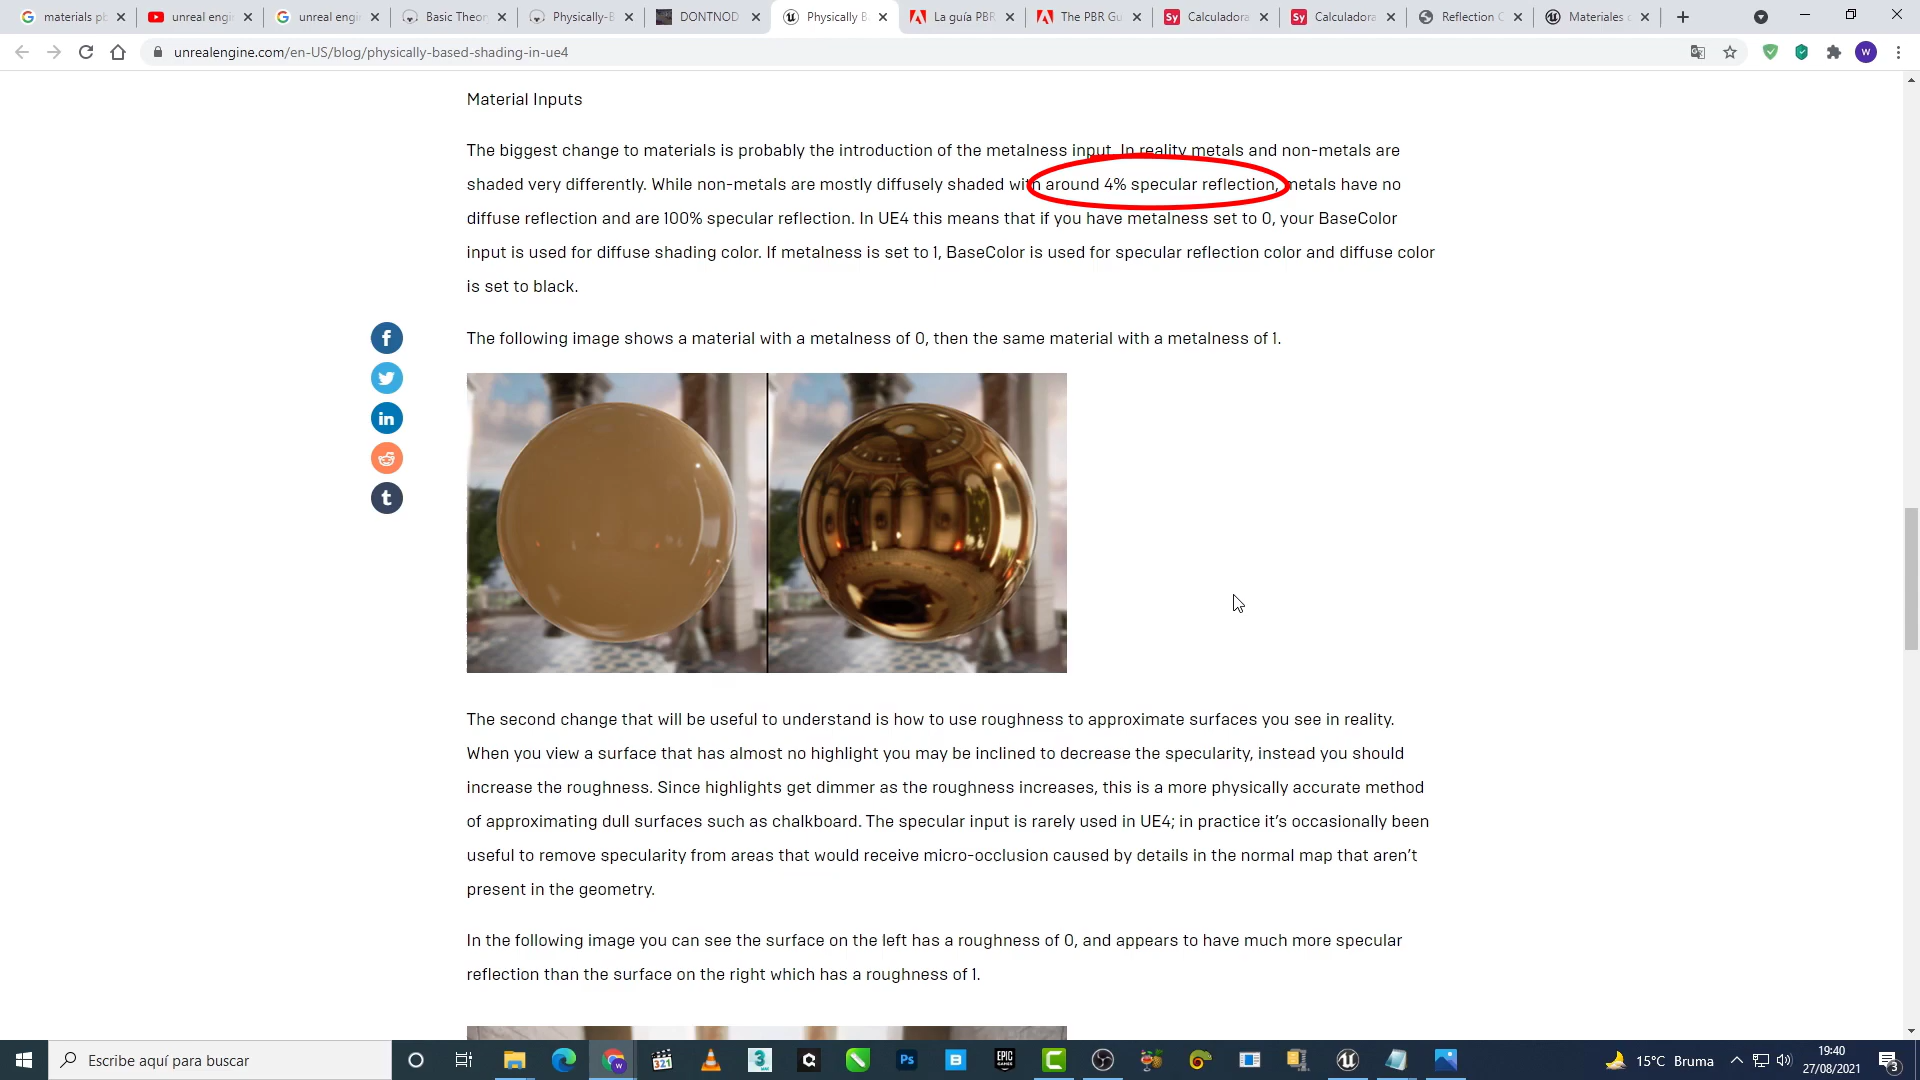 materials pb
unreal engin
unreal engin
Basic Theor
Physically-B
DONTNOD
Physically B
La guía PBR
The PBR Gu
Calculadora
Calculadora
Reflection C
Materiales
unrealengine.com/en-US/blog/physically-based-shading-in-ue4
W
Material Inputs
The biggest change to materials is probably the introduction of the metalness input. In reality metals and non-metals are
shaded very differently. While non-metals are mostly diffusely shaded with around 4% specular reflection, metals have no
diffuse reflection and are 100% specular reflection. In UE4 this means that if you have metalness set to 0, your BaseColor
input is used for diffuse shading color. If metalness is set to 1, BaseColor is used for specular reflection color and diffuse color
is set to black.
The following image shows a material with a metalness of 0, then the same material with a metalness of 1.
The second change that will be useful to understand is how to use roughness to approximate surfaces you see in reality.
When you view a surface that has almost no highlight you may be inclined to decrease the specularity, instead you should
increase the roughness. Since highlights get dimmer as the roughness increases, this is a more physically accurate method
of approximating dull surfaces such as chalkboard. The specular input is rarely used in UE4; in practice it’s occasionally been
useful to remove specularity from areas that would receive micro-occlusion caused by details in the normal map that aren’t
present in the geometry.
In the following image you can see the surface on the left has a roughness of 0, and appears to have much more specular
reflection than the surface on the right which has a roughness of 1.
Escribe aquí para buscar
15°C Bruma
19:40
27/08/2021
3